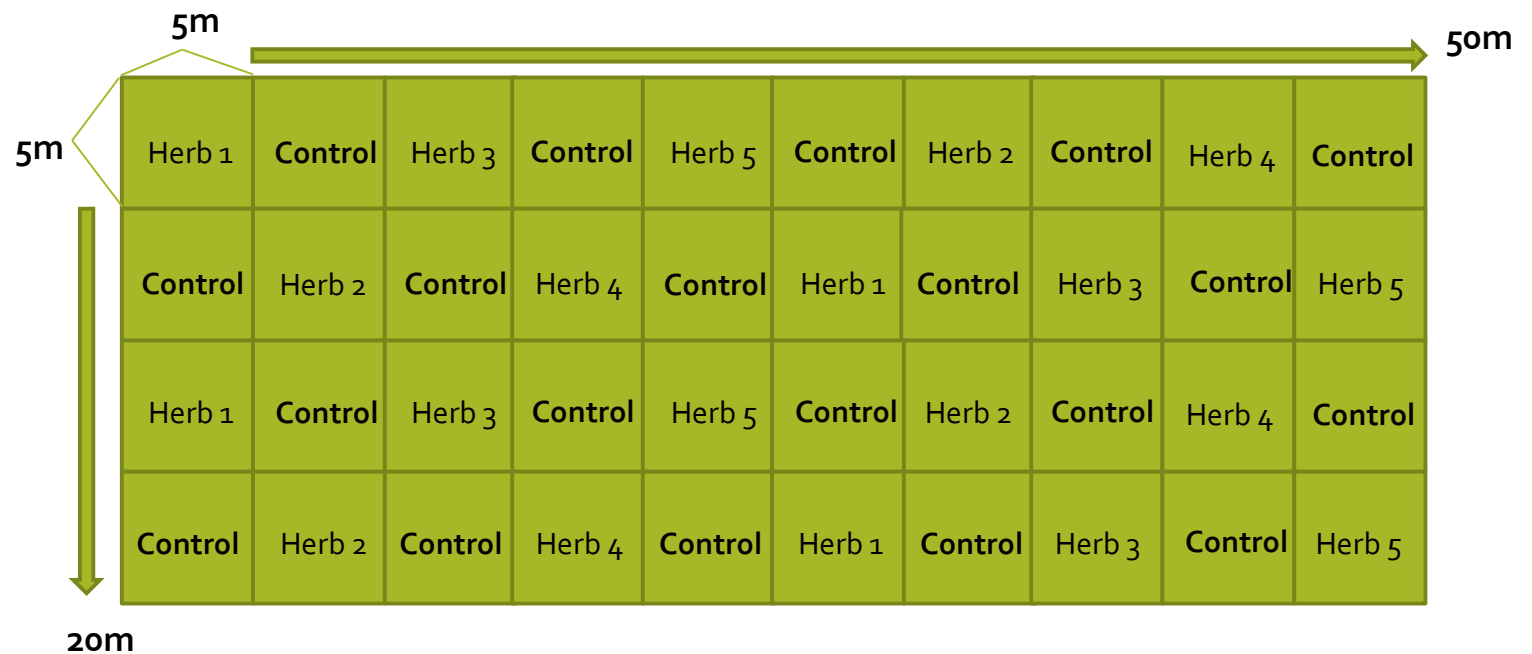 5m
50m
5m
Herb 1 Control Herb 3 Control Herb 5 Control Herb 2 Control Herb 4 Control
Control Herb 2 Control Herb 4 Control Herb 1 Control Herb 3 Control Herb 5
Herb 1 Control Herb 3 Control Herb 5 Control Herb 2 Control Herb 4 Control
Control Herb 2 Control Herb 4 Control Herb 1 Control Herb 3 Control Herb 5
20m